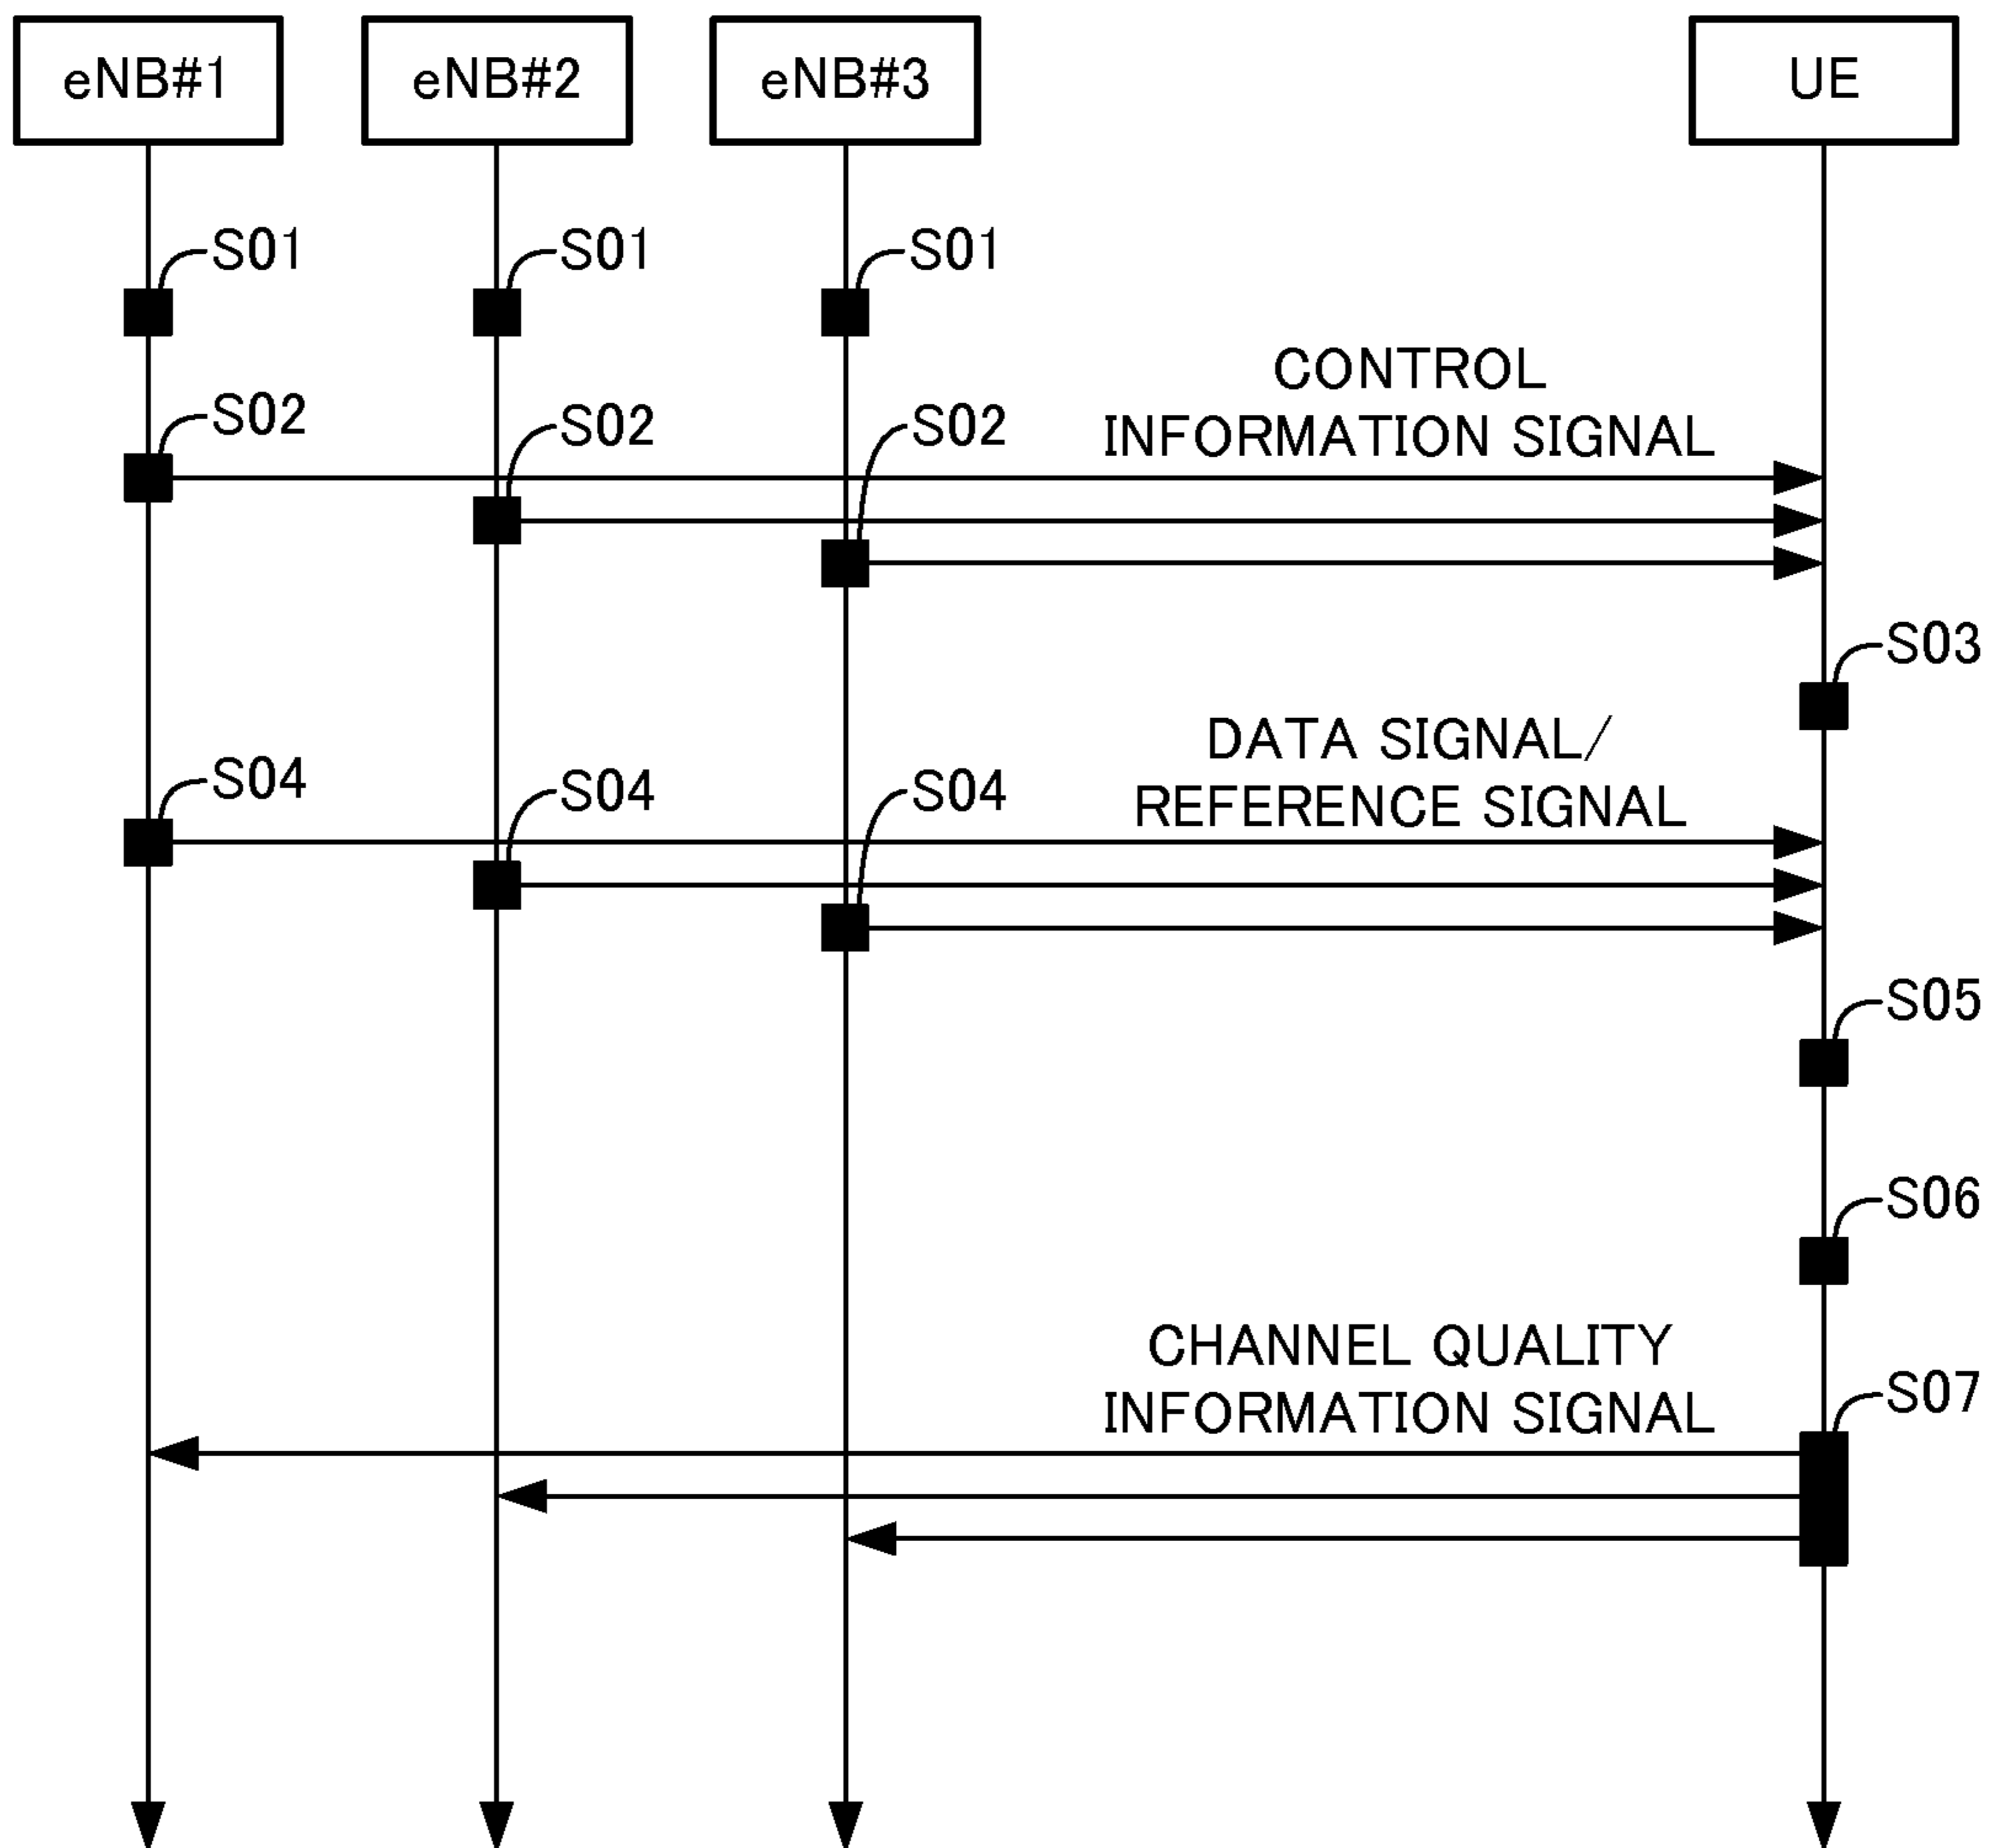 eNB#1
eNB#2
eNB#3
UE
S01
S01
S01
CONTROL
INFORMATION SIGNAL
S02
S02
S02
S03
DATA SIGNAL/
REFERENCE SIGNAL
S04
S04
S04
S05
S06
CHANNEL QUALITY
INFORMATION SIGNAL
S07